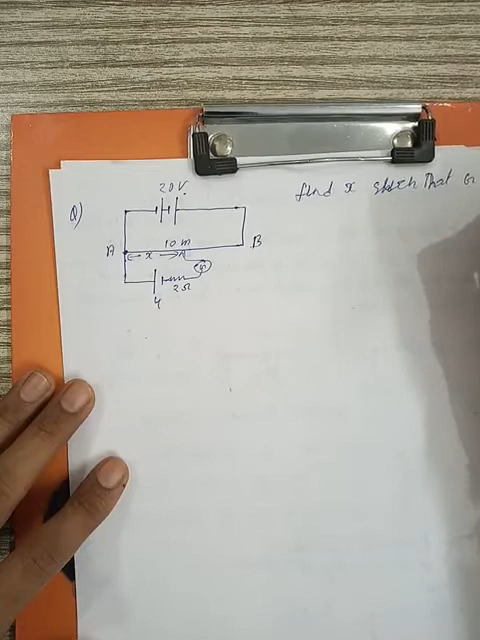 Q)
20V.
find x such that G
10 m
A
B
x
G
2Ω
4